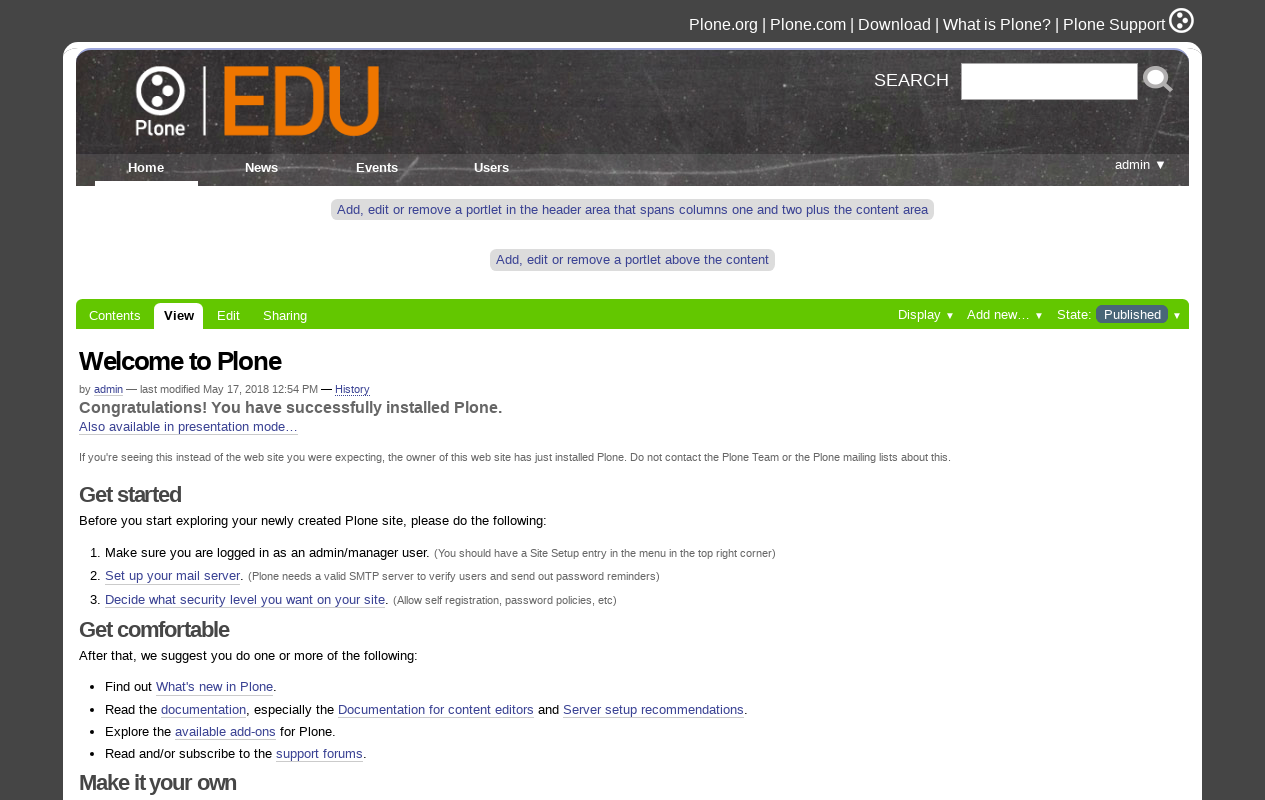 Plone.org | Plone.com | Download | What is Plone? | Plone Support
Plone | EDU
SEARCH
Home News Events Users admin ▼
Add, edit or remove a portlet in the header area that spans columns one and two plus the content area
Add, edit or remove a portlet above the content
Contents View Edit Sharing Display ▼ Add new… ▼ State: Published ▼
Welcome to Plone
by admin — last modified May 17, 2018 12:54 PM — History
Congratulations! You have successfully installed Plone.
Also available in presentation mode…
If you're seeing this instead of the web site you were expecting, the owner of this web site has just installed Plone. Do not contact the Plone Team or the Plone mailing lists about this.
Get started
Before you start exploring your newly created Plone site, please do the following:
1. Make sure you are logged in as an admin/manager user. (You should have a Site Setup entry in the menu in the top right corner)
2. Set up your mail server. (Plone needs a valid SMTP server to verify users and send out password reminders)
3. Decide what security level you want on your site. (Allow self registration, password policies, etc)
Get comfortable
After that, we suggest you do one or more of the following:
• Find out What's new in Plone.
• Read the documentation, especially the Documentation for content editors and Server setup recommendations.
• Explore the available add-ons for Plone.
• Read and/or subscribe to the support forums.
Make it your own